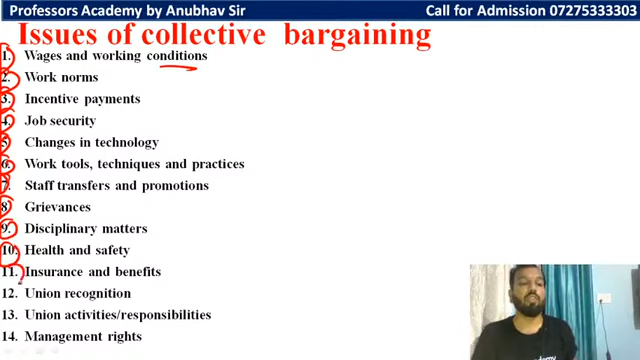 Professors Academy by Anubhav Sir Call for Admission 07275333303
Issues of collective bargaining
1. Wages and working conditions
2. Work norms
3. Incentive payments
4. Job security
5. Changes in technology
6. Work tools, techniques and practices
7. Staff transfers and promotions
8. Grievances
9. Disciplinary matters
10. Health and safety
11. Insurance and benefits
12. Union recognition
13. Union activities/responsibilities
14. Management rights